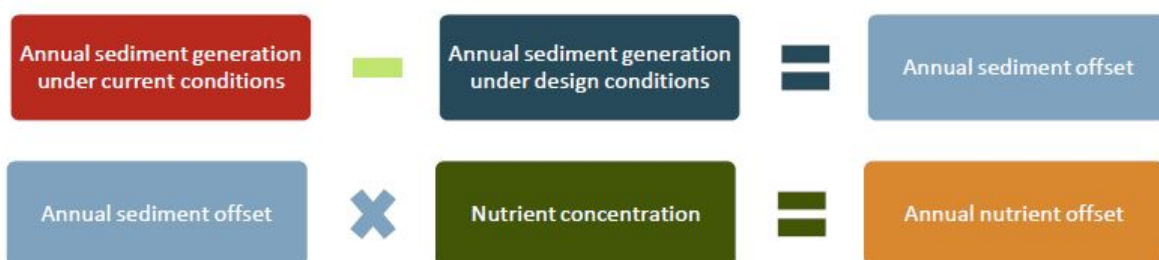 Annual sediment generation
under current conditions
Annual sediment generation
under design conditions
Annual sediment offset
Annual sediment offset
Nutrient concentration
Annual nutrient offset